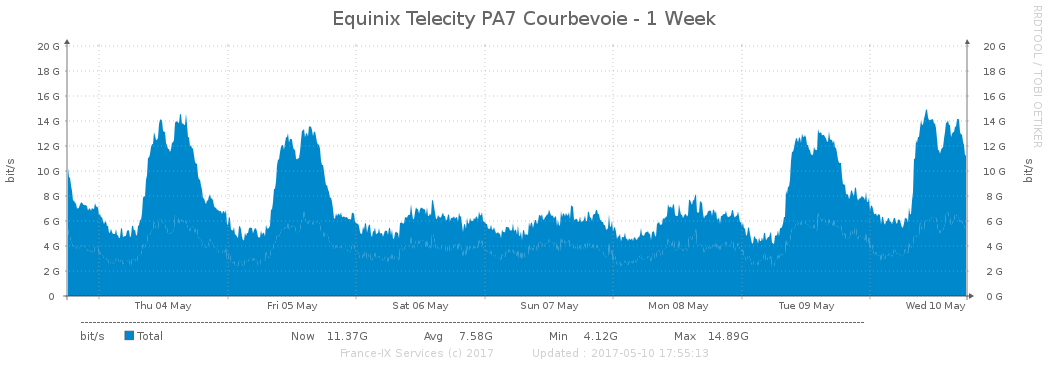 Equinix Telecity PA7 Courbevoie - 1 Week
RRDTOOL / TOBI OETIKER
bit/s
20 G
18 G
16 G
14 G
12 G
10 G
8 G
6 G
4 G
2 G
0
20 G
18 G
16 G
14 G
12 G
10 G
8 G
6 G
4 G
2 G
0 G
bit/s
Thu 04 May Fri 05 May Sat 06 May Sun 07 May Mon 08 May Tue 09 May Wed 10 May
bit/s Total Now 11.37G Avg 7.58G Min 4.12G Max 14.89G
France-IX Services (c) 2017 Updated : 2017-05-10 17:55:13